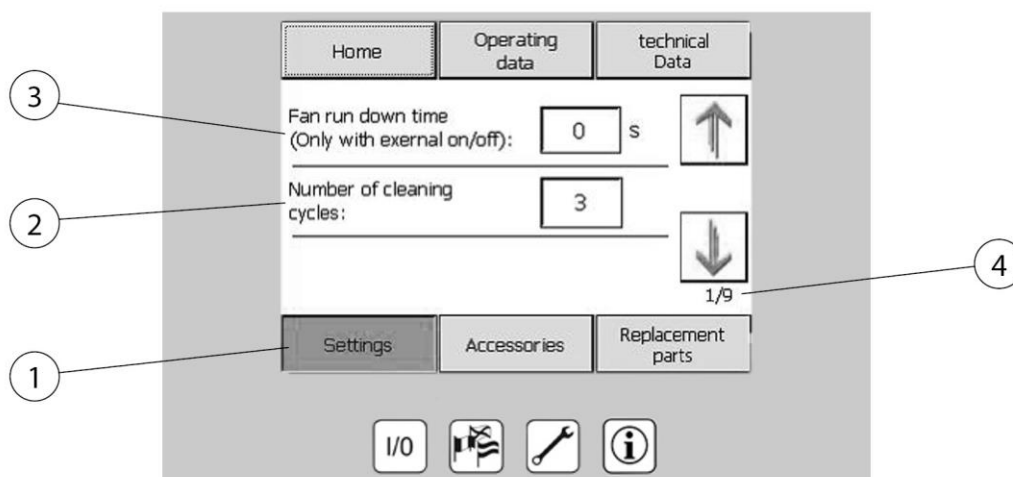 Home
Operating
data
technical
Data
3
Fan run down time
(Only with exernal on/off):
0
s
2
Number of cleaning
cycles:
3
4
1/9
1
Settings
Accessories
Replacement
parts
I/0
i